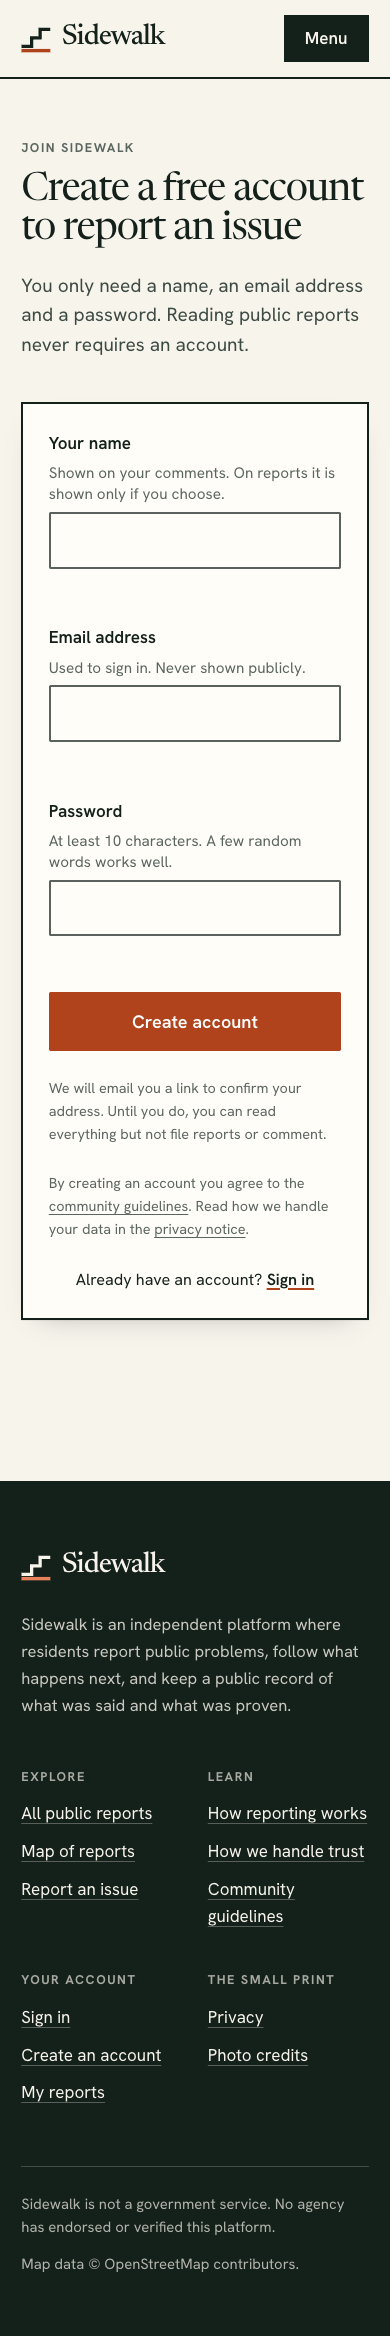 Sidewalk
Menu
JOIN SIDEWALK
Create a free account
to report an issue
You only need a name, an email address
and a password. Reading public reports
never requires an account.
Your name
Shown on your comments. On reports it is
shown only if you choose.
Email address
Used to sign in. Never shown publicly.
Password
At least 10 characters. A few random
words works well.
Create account
We will email you a link to confirm your
address. Until you do, you can read
everything but not file reports or comment.
By creating an account you agree to the
community guidelines. Read how we handle
your data in the privacy notice.
Already have an account? Sign in
Sidewalk
Sidewalk is an independent platform where
residents report public problems, follow what
happens next, and keep a public record of
what was said and what was proven.
EXPLORE
All public reports
Map of reports
Report an issue
LEARN
How reporting works
How we handle trust
Community
guidelines
YOUR ACCOUNT
Sign in
Create an account
My reports
THE SMALL PRINT
Privacy
Photo credits
Sidewalk is not a government service. No agency
has endorsed or verified this platform.
Map data © OpenStreetMap contributors.